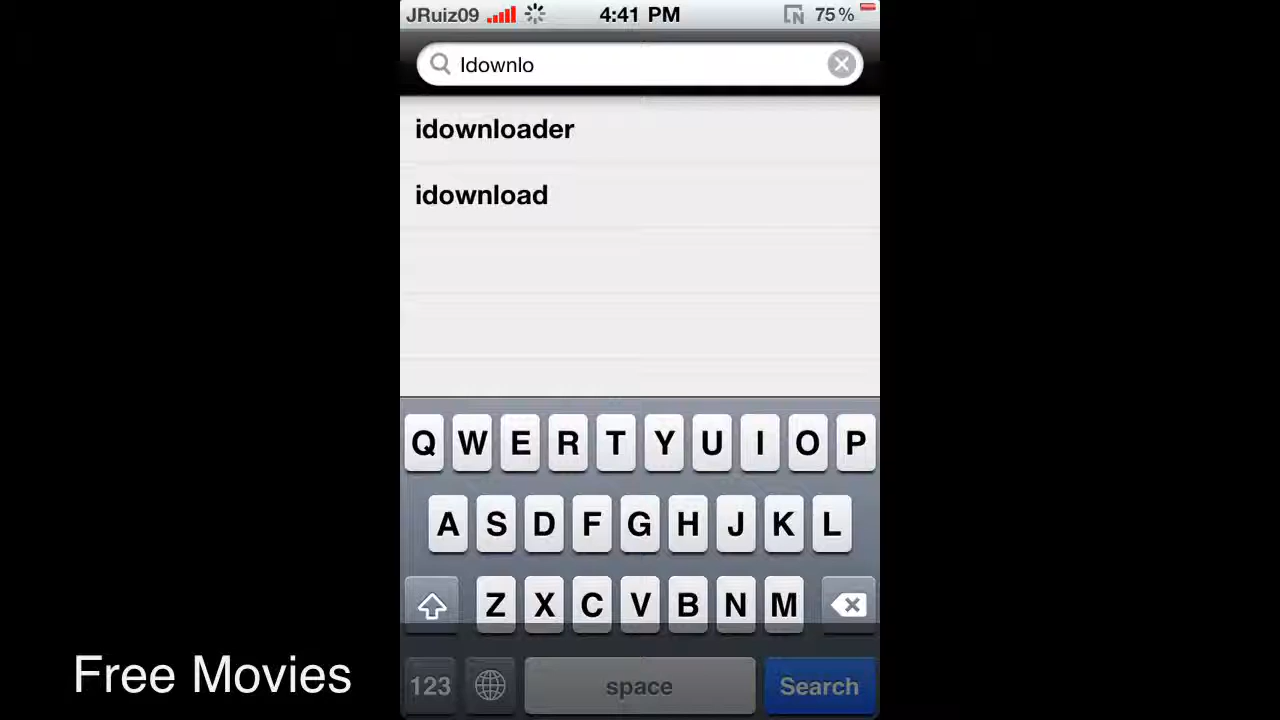 JRuiz09 4:41 PM 75%
Idownlo
idownloader
idownload
Q W E R T Y U I O P
A S D F G H J K L
Z X C V B N M
123 space Search
Free Movies